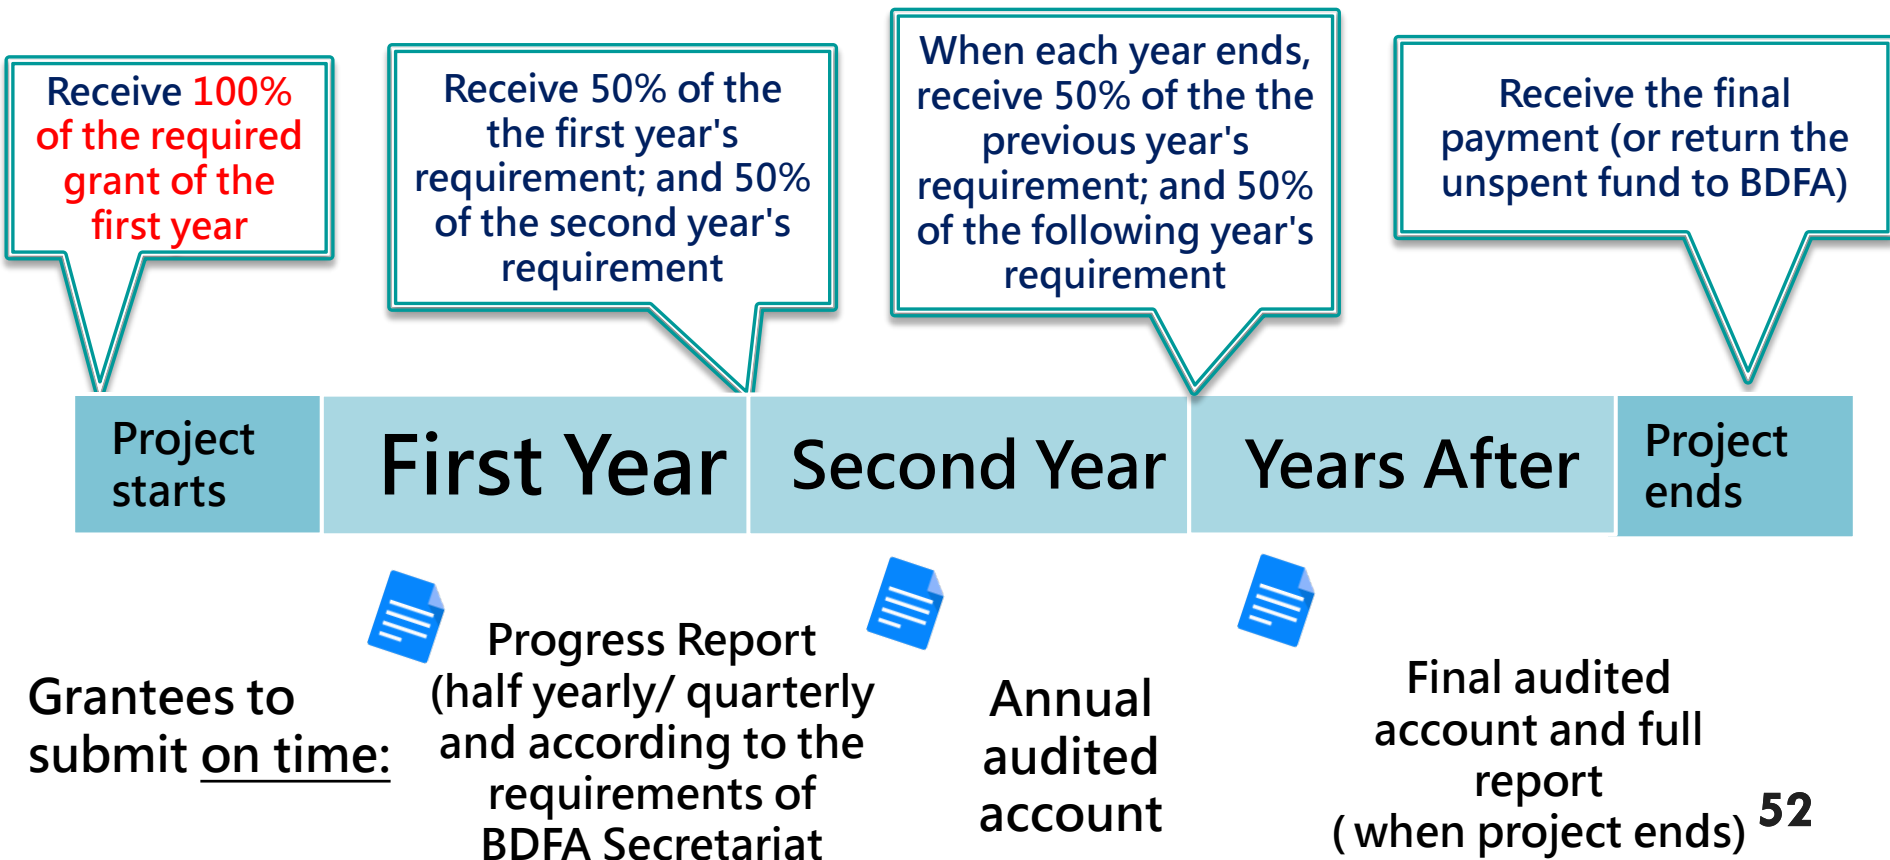 Receive 100%
of the required
grant of the
first year
Receive 50% of the
the first year's
requirement; and 50%
of the second year's
requirement
When each year ends,
receive 50% of the the
previous year's
requirement; and 50%
of the following year's
requirement
Receive the final
payment (or return the
unspent fund to BDFA)
Project
starts
First Year
Second Year
Years After
Project
ends
Grantees to
submit on time:
Progress Report
(half yearly/ quarterly
and according to the
requirements of
BDFA Secretariat
Annual
audited
account
Final audited
account and full
report
( when project ends)
52